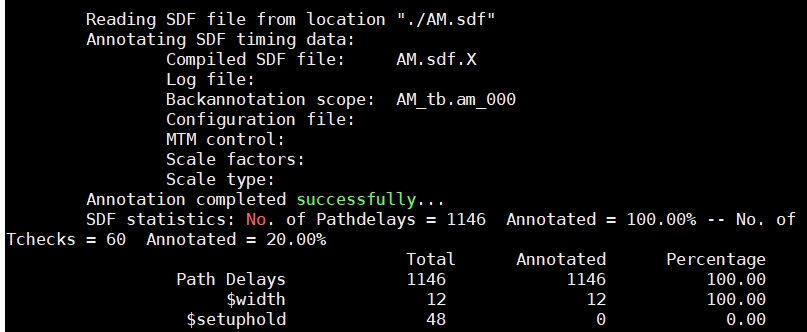 Reading SDF file from location "./AM.sdf"
Annotating SDF timing data:
Compiled SDF file:     AM.sdf.X
Log file:
Backannotation scope:  AM_tb.am_000
Configuration file:
MTM control:
Scale factors:
Scale type:
Annotation completed successfully...
SDF statistics: No. of Pathdelays = 1146  Annotated = 100.00% -- No. of
Tchecks = 60  Annotated = 20.00%
Total      Annotated      Percentage
Path Delays            1146            1146          100.00
$width              12              12          100.00
$setuphold              48               0            0.00